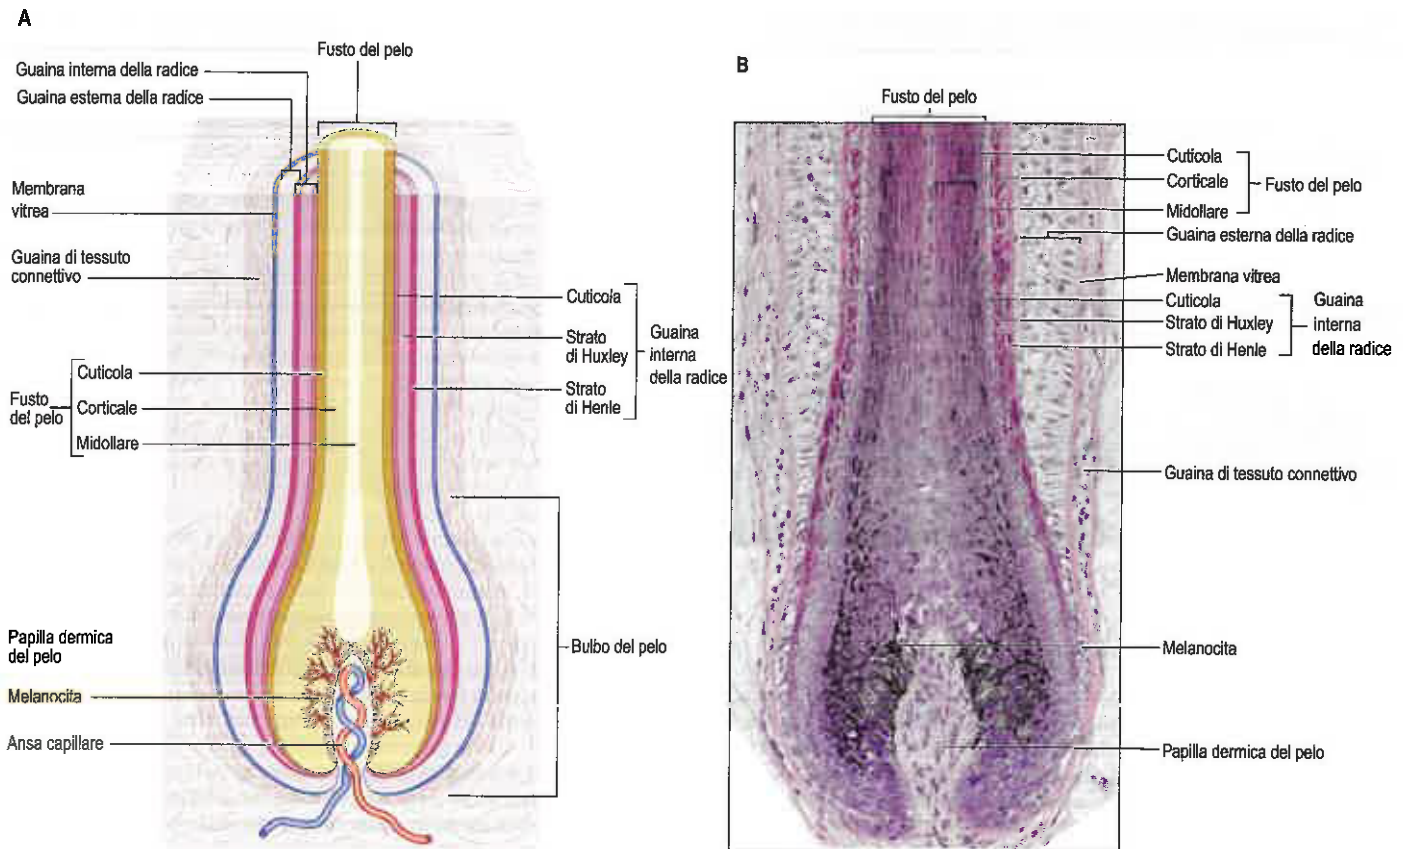 A
Fusto del pelo
Guaina interna della radice
Guaina esterna della radice
Membrana
vitrea
Guaina di tessuto
connettivo
Cuticola
Strato
di Huxley
Strato
di Henle
Guaina
interna
della radice
Fusto
del pelo
Cuticola
Corticale
Midollare
Papilla dermica
del pelo
Melanocita
Ansa capillare
Bulbo del pelo
B
Fusto del pelo
Cuticola
Corticale
Midollare
Fusto del pelo
Guaina esterna della radice
Membrana vitrea
Cuticola
Strato di Huxley
Strato di Henle
Guaina
interna
della radice
Guaina di tessuto connettivo
Melanocita
Papilla dermica del pelo